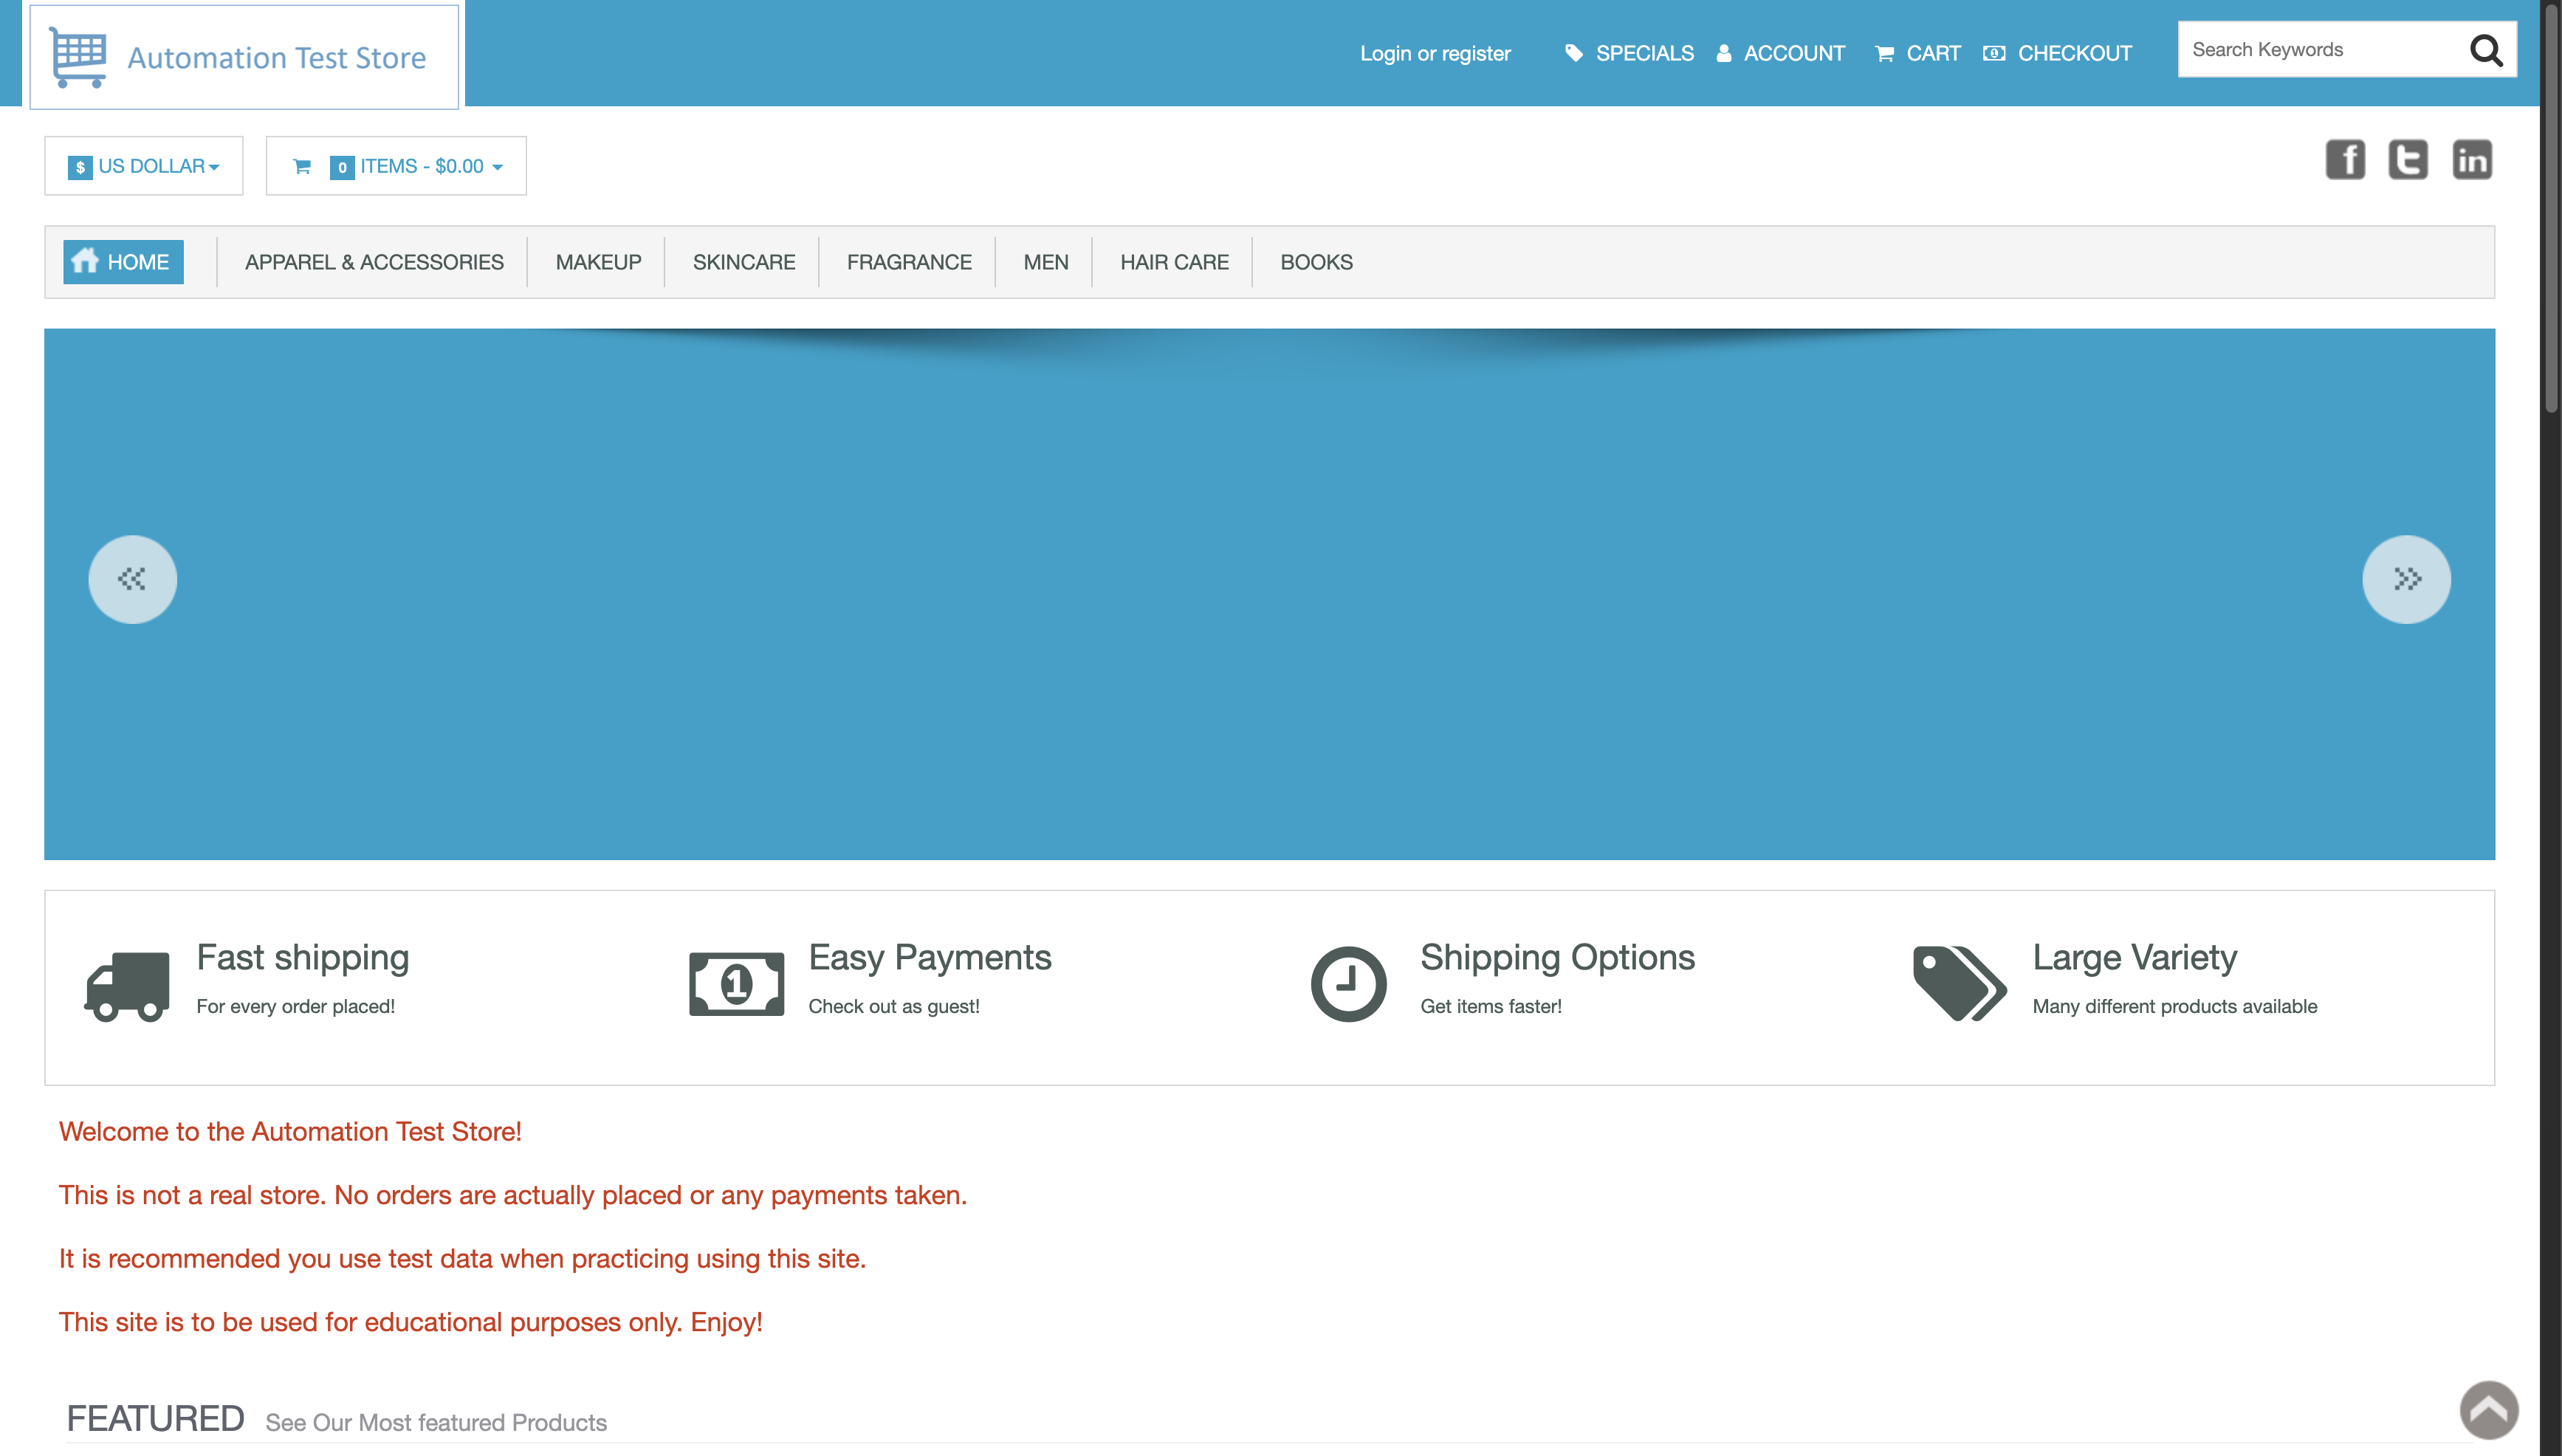 Automation Test Store
Login or register SPECIALS ACCOUNT CART CHECKOUT Search Keywords
$ US DOLLAR 0 ITEMS - $0.00
HOME APPAREL & ACCESSORIES MAKEUP SKINCARE FRAGRANCE MEN HAIR CARE BOOKS
Fast shipping
For every order placed!
Easy Payments
Check out as guest!
Shipping Options
Get items faster!
Large Variety
Many different products available
Welcome to the Automation Test Store!
This is not a real store. No orders are actually placed or any payments taken.
It is recommended you use test data when practicing using this site.
This site is to be used for educational purposes only. Enjoy!
FEATURED See Our Most featured Products